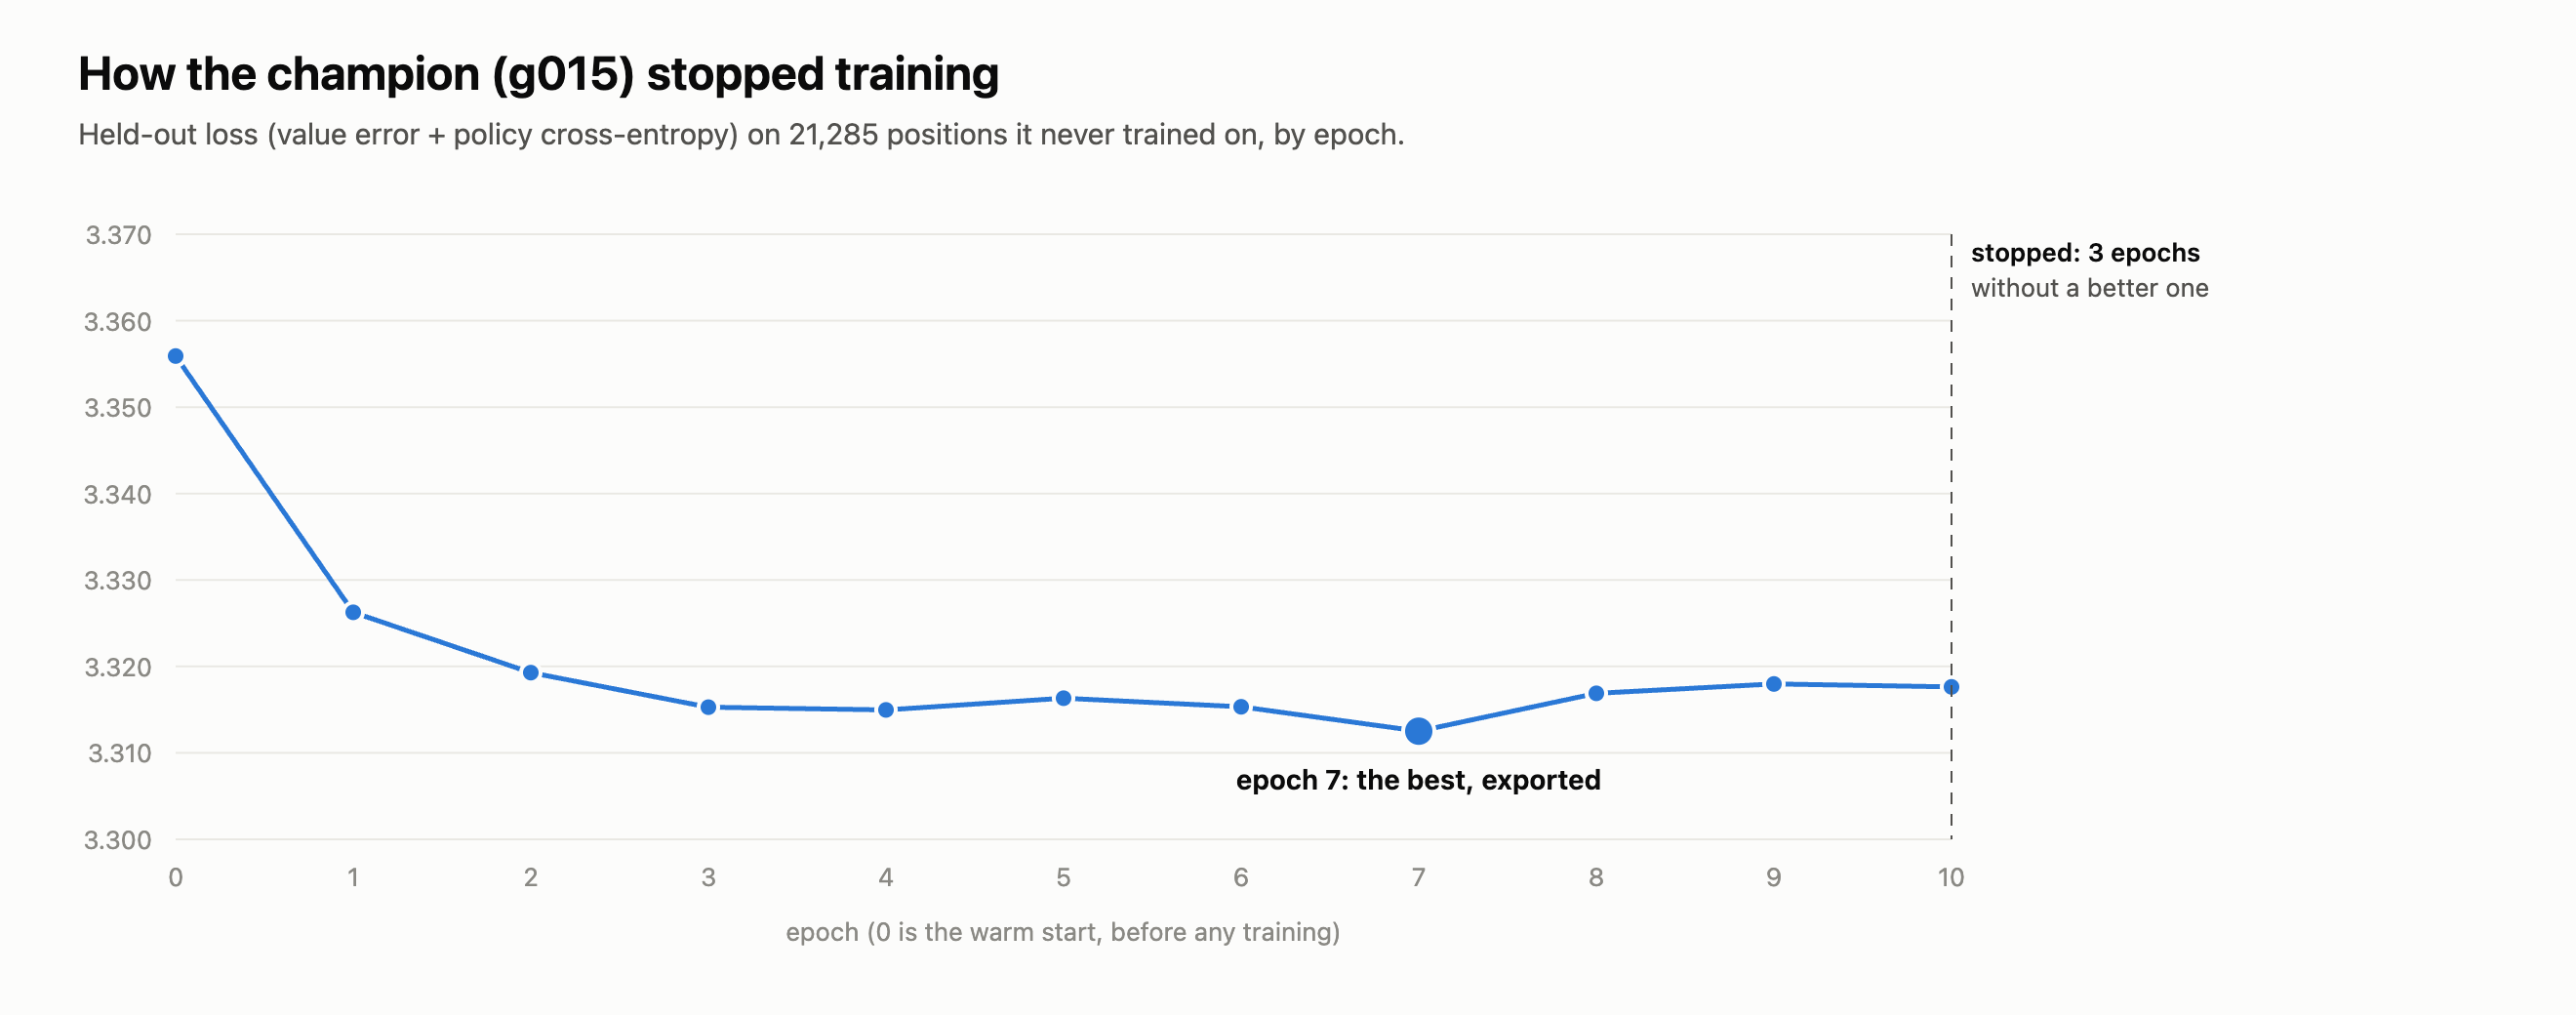 How the champion (g015) stopped training
Held-out loss (value error + policy cross-entropy) on 21,285 positions it never trained on, by epoch.
3.370
stopped: 3 epochs
without a better one
3.360
3.350
3.340
3.330
3.320
3.310
epoch 7: the best, exported
3.300
0 1 2 3 4 5 6 7 8 9 10
epoch (0 is the warm start, before any training)